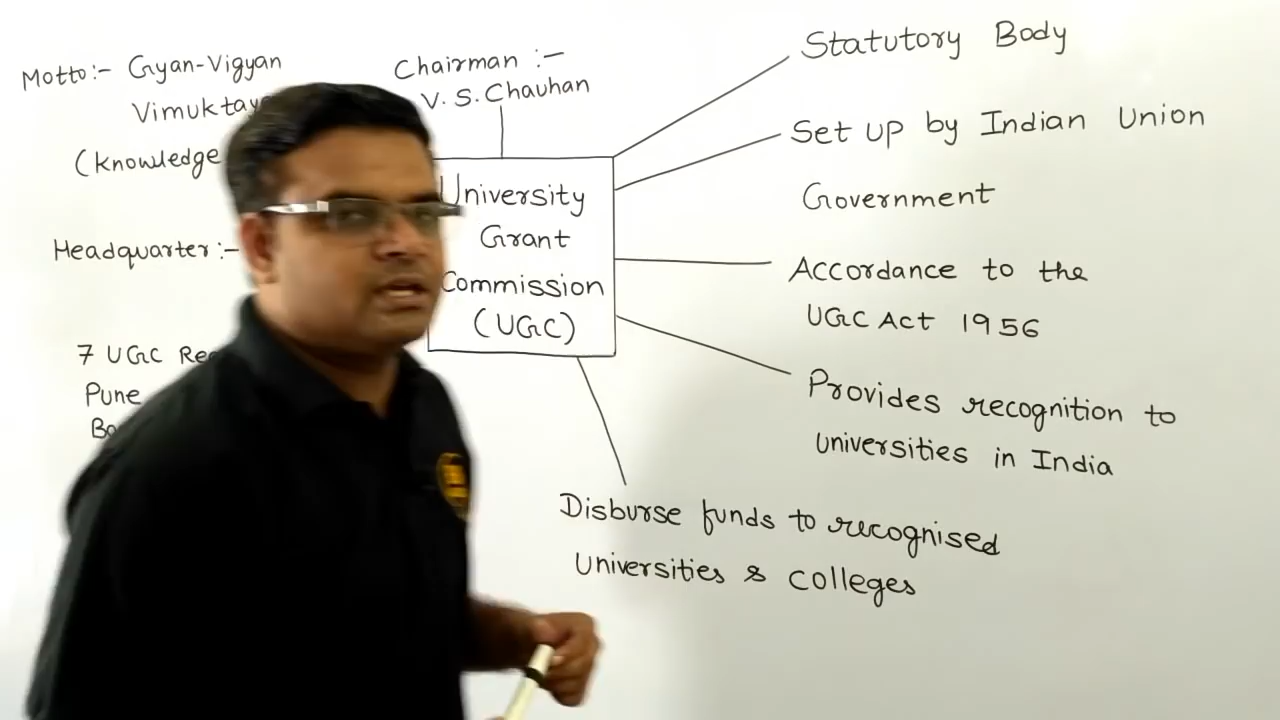 Motto:- Gyan-Vigyan
(Knowledge
Headquarter:-
7 UGC
Pune
Chairman :-
V. S. Chauhan
University
Grant
Commission
(UGC)
Statutory Body
Set up by Indian Union
Government
Accordance to the
UGC Act 1956
Provides recognition to
universities in India
Disburse funds to recognised
Universities & colleges